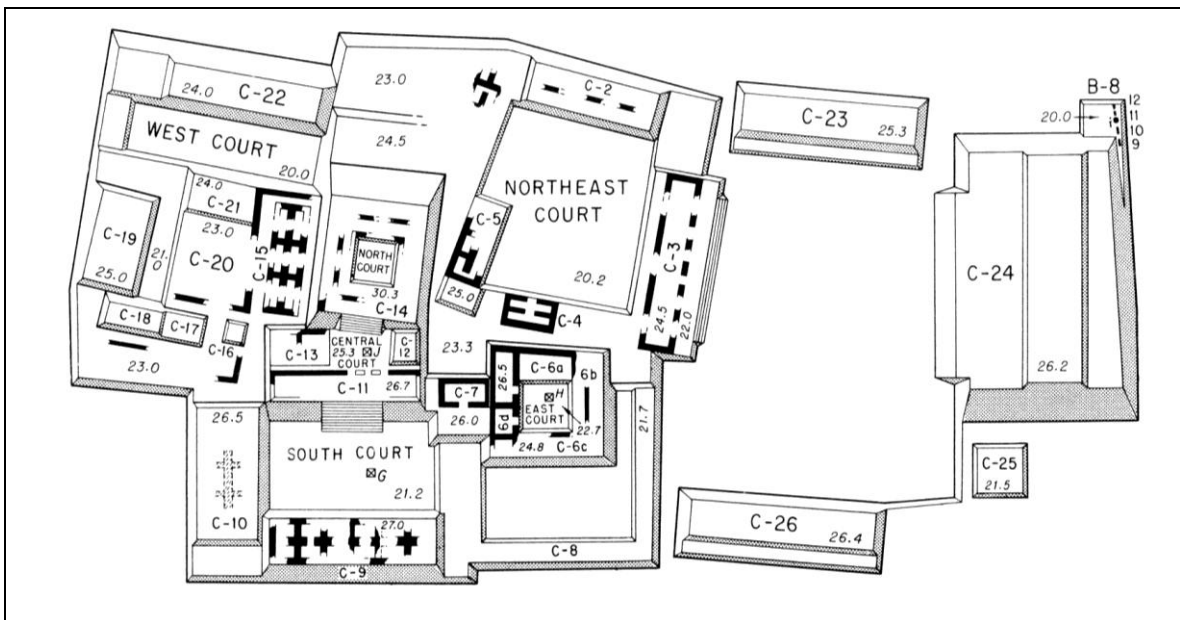 23.0
C-2
24.0
C-22
C-23
25.3
B-8
12
20.0
i
11
10
9
WEST COURT
24.5
20.0
NORTHEAST
COURT
24.0
C-21
23.0
C-5
C-3
C-19
21.0
C-20
C-15
NORTH
COURT
C-24
25.0
30.3
20.2
C-14
25.0
24.5
22.0
C-18
C-17
C-4
C-16
C-13
CENTRAL
COURT
25.3
J
C-12
23.3
23.0
C-11
26.7
26.5
C-6a
6b
26.2
C-7
H
EAST
COURT
26.5
26.0
6d
22.7
21.7
24.8
C-6c
SOUTH COURT
G
21.2
C-25
21.5
C-10
27.0
C-26
26.4
C-8
C-9